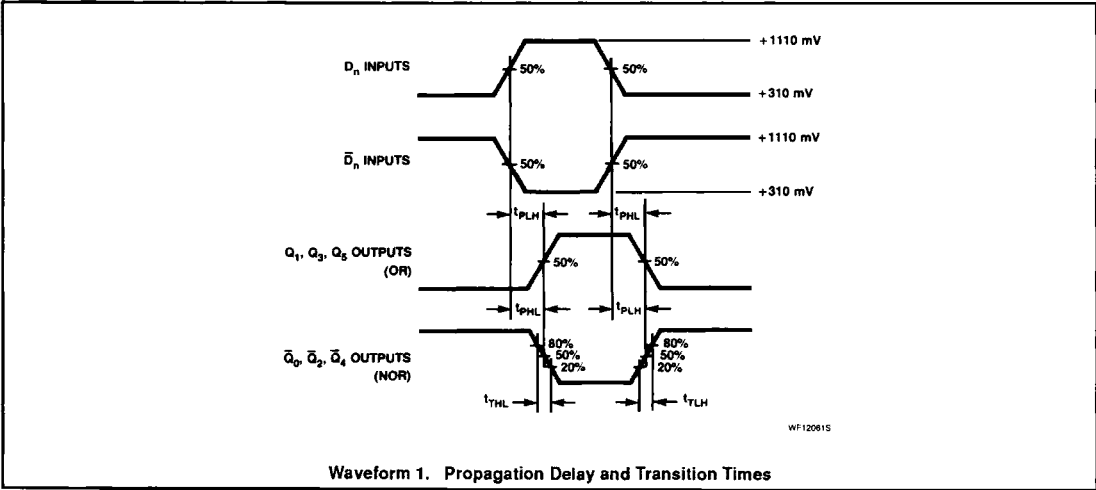 +1110 mV
Dₙ INPUTS
50%
50%
+310 mV
+1110 mV
D̅ₙ INPUTS
50%
50%
+310 mV
tPLH
tPHL
Q₁, Q₃, Q₅ OUTPUTS
(OR)
50%
50%
tPHL
tPLH
Q̅₀, Q̅₂, Q̅₄ OUTPUTS
(NOR)
80%
50%
20%
80%
50%
20%
tTHL
tTLH
WF12061S
Waveform 1. Propagation Delay and Transition Times